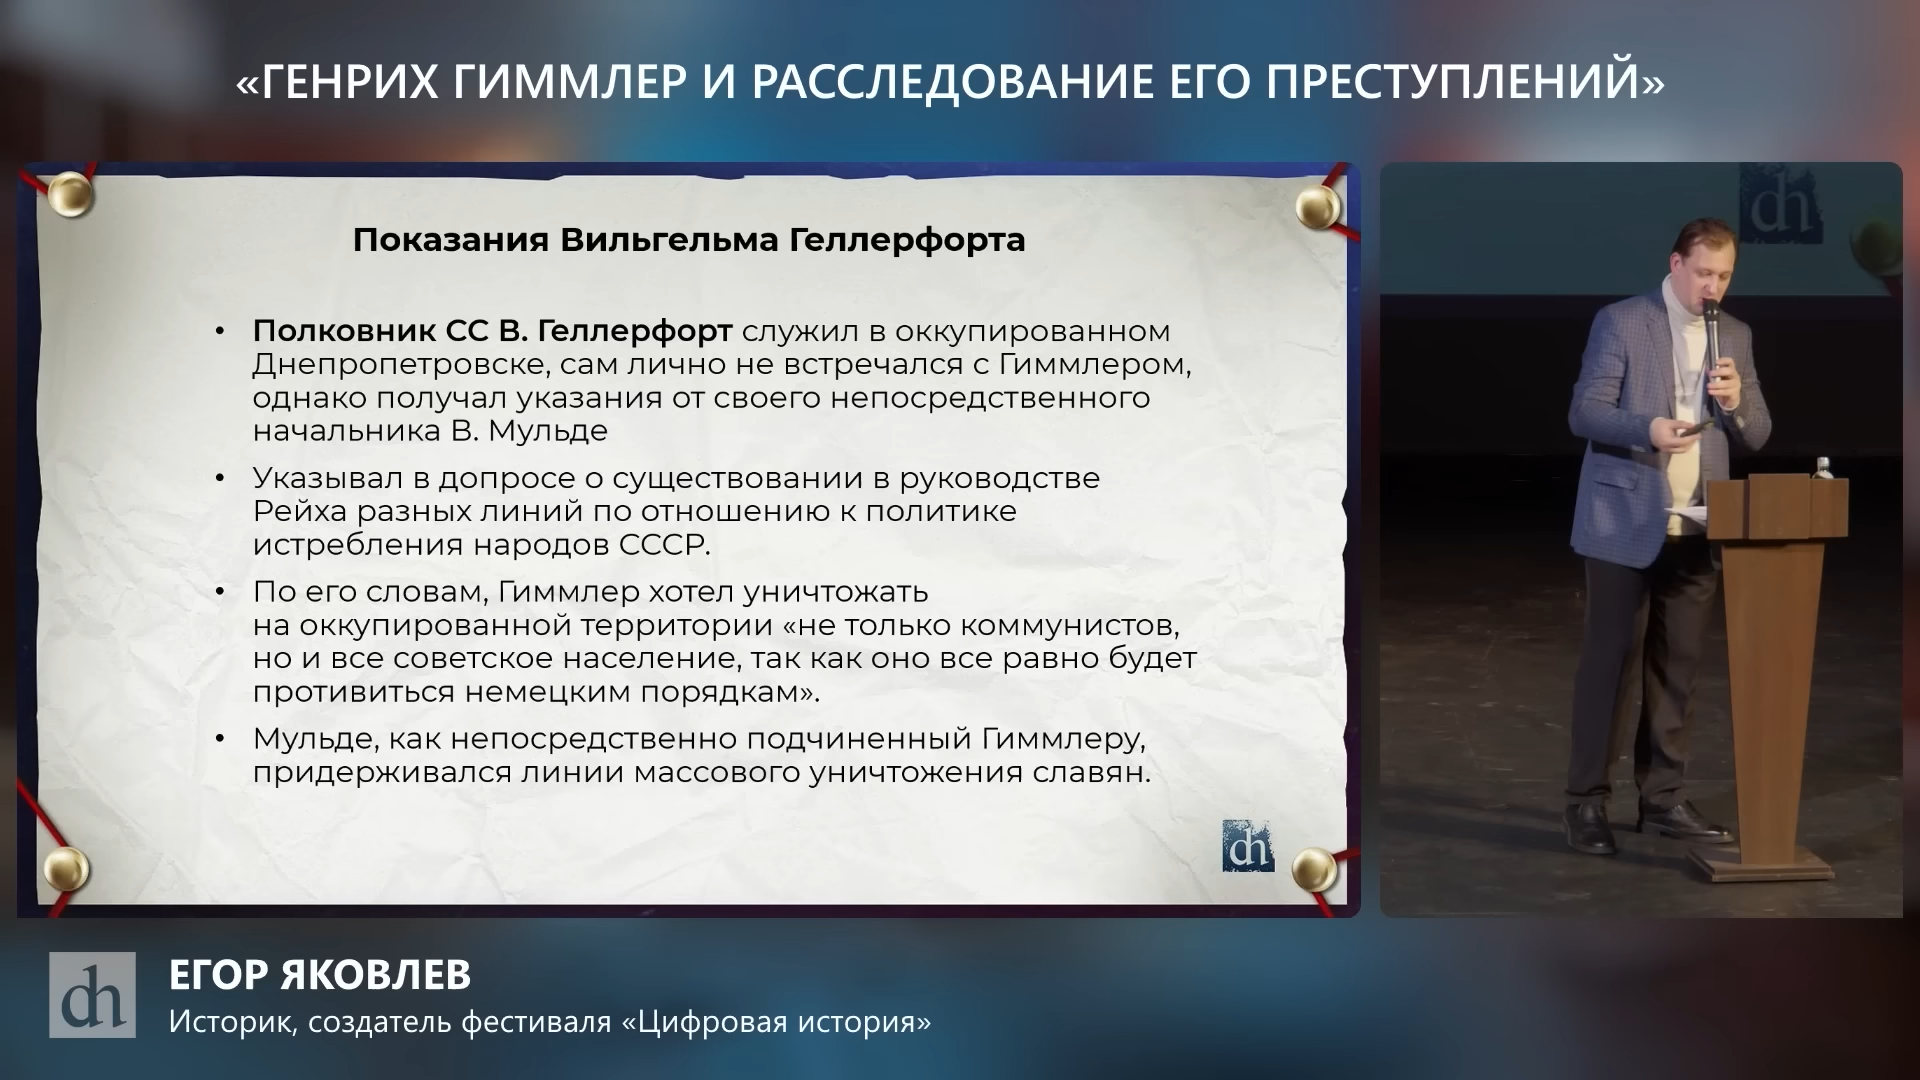 «ГЕНРИХ ГИММЛЕР И РАССЛЕДОВАНИЕ ЕГО ПРЕСТУПЛЕНИЙ»
Показания Вильгельма Геллерфорта
• Полковник СС В. Геллерфорт служил в оккупированном
Днепропетровске, сам лично не встречался с Гиммлером,
однако получал указания от своего непосредственного
начальника В. Мульде
• Указывал в допросе о существовании в руководстве
Рейха разных линий по отношению к политике
истребления народов СССР.
• По его словам, Гиммлер хотел уничтожать
на оккупированной территории «не только коммунистов,
но и все советское население, так как оно все равно будет
противиться немецким порядкам».
• Мульде, как непосредственно подчиненный Гиммлеру,
придерживался линии массового уничтожения славян.
dh
dh
dh
ЕГОР ЯКОВЛЕВ
Историк, создатель фестиваля «Цифровая история»